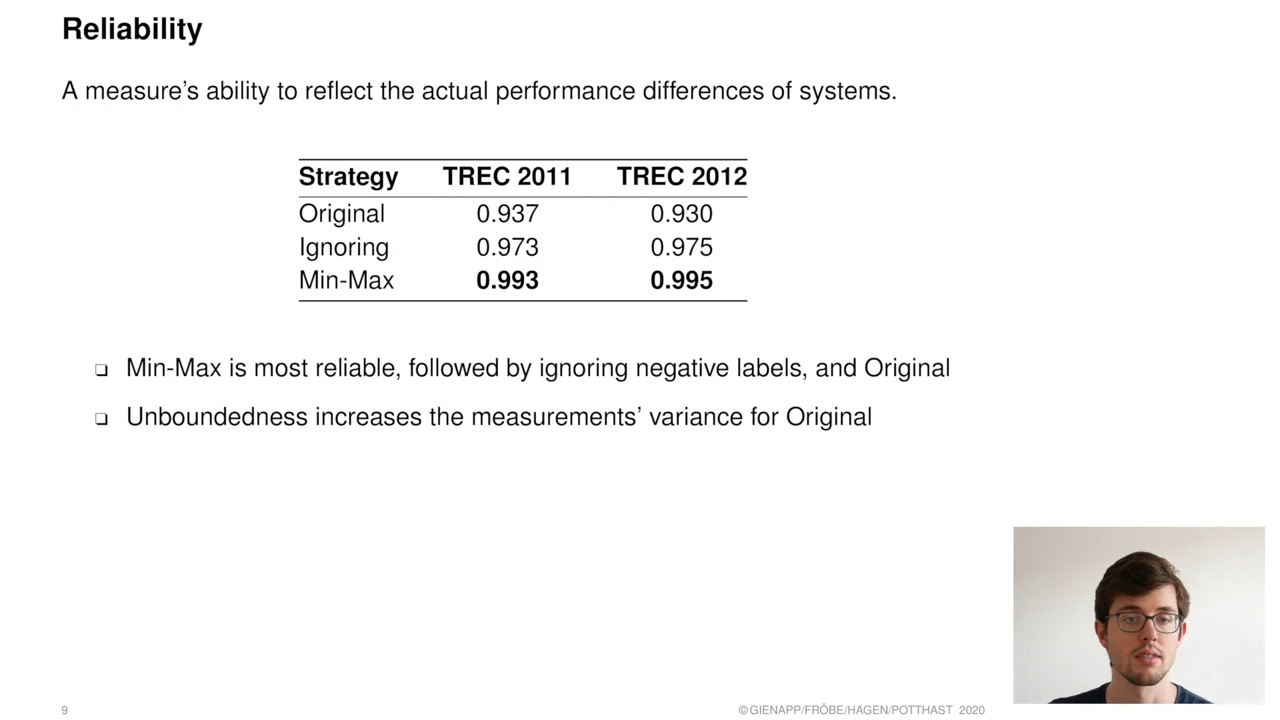 Reliability
A measure's ability to reflect the actual performance differences of systems.
Strategy TREC 2011 TREC 2012
Original 0.937 0.930
Ignoring 0.973 0.975
Min-Max 0.993 0.995
❏ Min-Max is most reliable, followed by ignoring negative labels, and Original
❏ Unboundedness increases the measurements' variance for Original
9 ©GIENAPP/FRÖBE/HAGEN/POTTHAST 2020